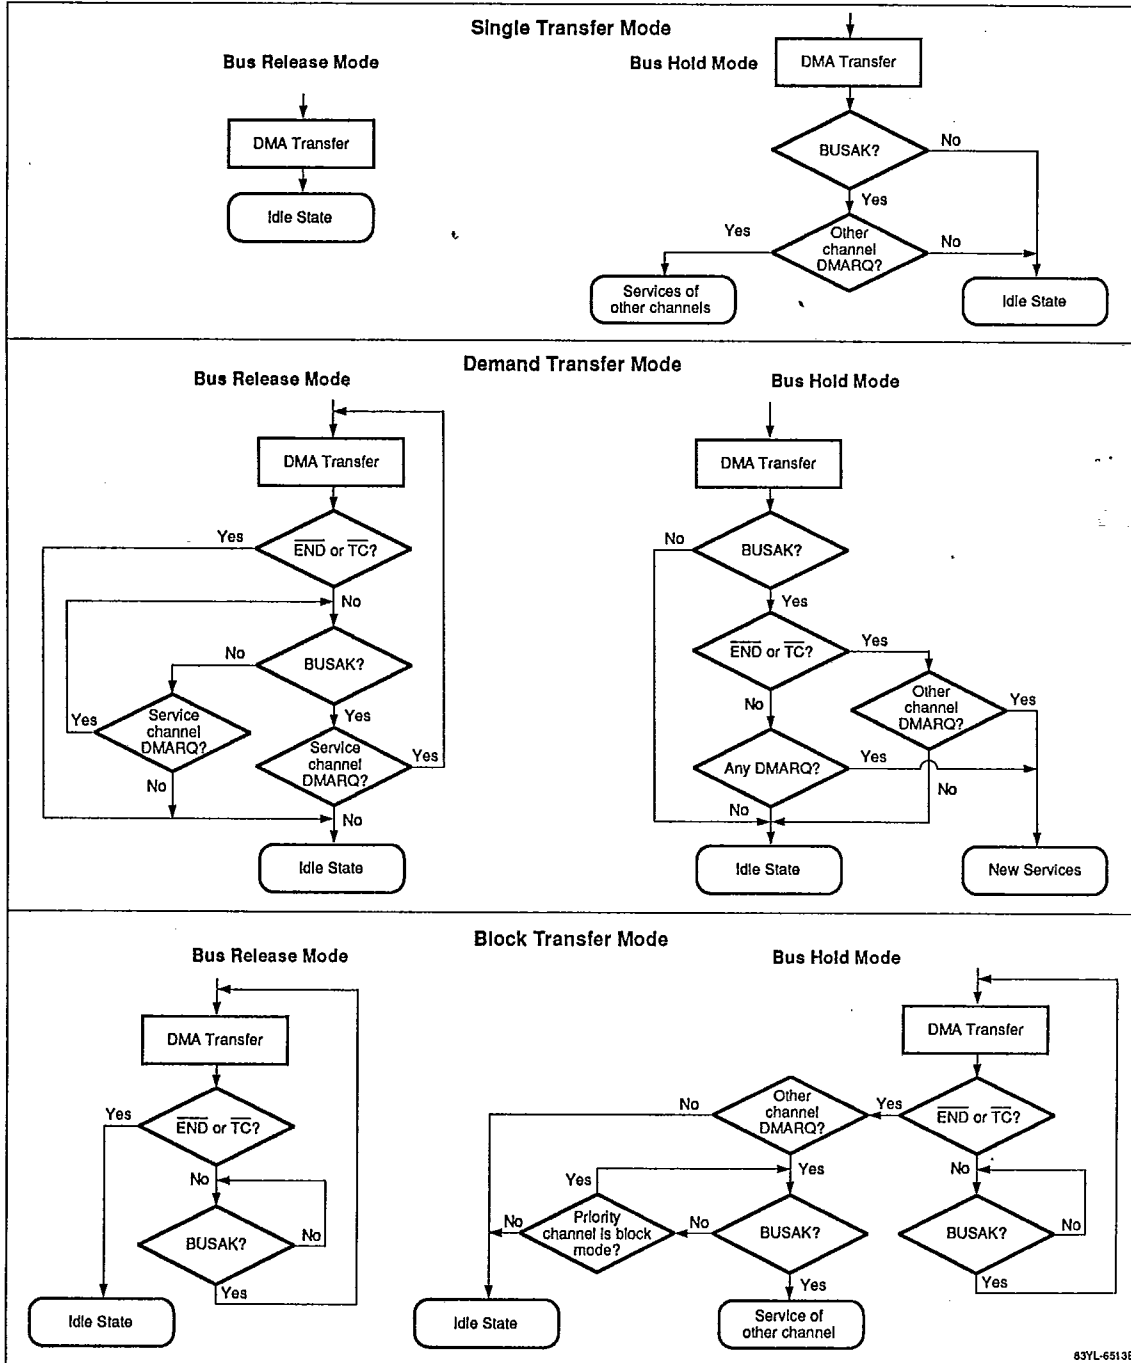 Single Transfer Mode
Bus Release Mode
DMA Transfer
Idle State
Bus Hold Mode
DMA Transfer
BUSAK?
No
Yes
Other
channel
DMARQ?
Yes
No
Services of
other channels
Idle State
Demand Transfer Mode
Bus Release Mode
DMA Transfer
END or TC?
Yes
No
BUSAK?
No
Yes
Service
channel
DMARQ?
Yes
No
Service
channel
DMARQ?
Yes
No
Idle State
Bus Hold Mode
DMA Transfer
BUSAK?
No
Yes
END or TC?
Yes
No
Other
channel
DMARQ?
Yes
No
Any DMARQ?
Yes
No
Idle State
New Services
Block Transfer Mode
Bus Release Mode
DMA Transfer
END or TC?
Yes
No
BUSAK?
No
Yes
Idle State
Bus Hold Mode
DMA Transfer
END or TC?
Yes
No
Other
channel
DMARQ?
No
Yes
BUSAK?
No
Yes
Priority
channel is block
mode?
Yes
No
BUSAK?
No
Yes
Idle State
Service of
other channel
83YL-6513B